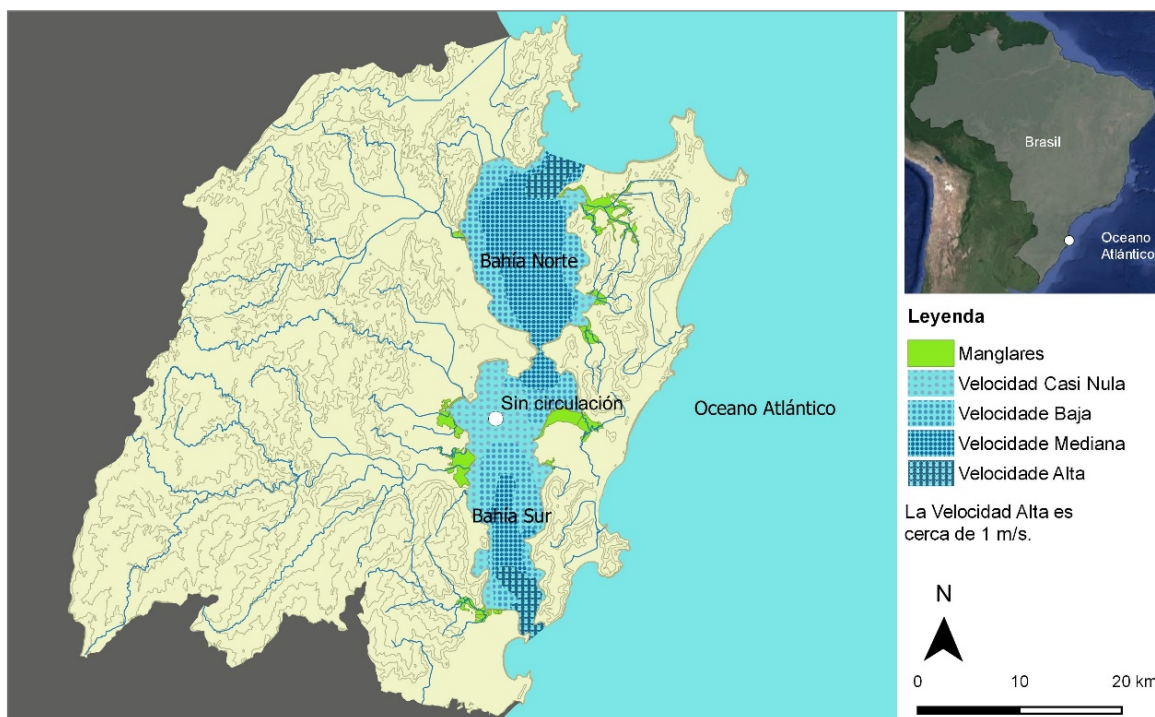 Bahía Norte
Sin circulación
Oceano Atlántico
Bahía Sur
Brasil
Oceano
Atlántico
Leyenda
Manglares
Velocidad Casi Nula
Velocidade Baja
Velocidade Mediana
Velocidade Alta
La Velocidad Alta es
cerca de 1 m/s.
N
0 10 20 km